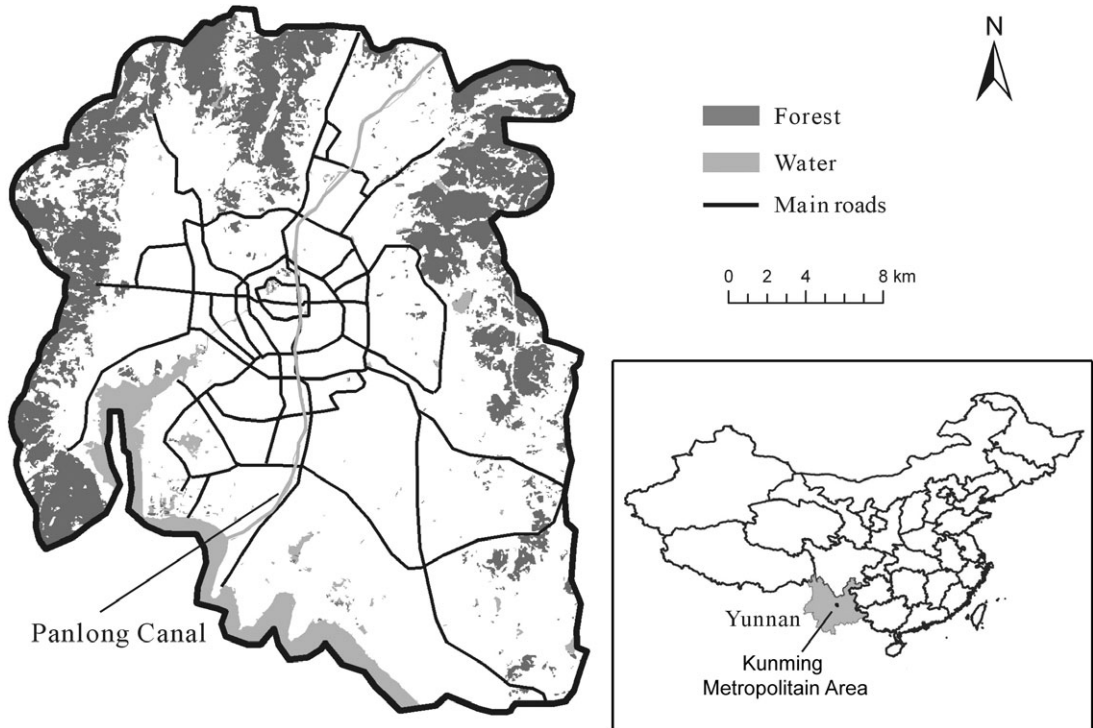 N
Forest
Water
Main roads
0 2 4 8 km
Panlong Canal
Yunnan
Kunming
Metropolitain Area